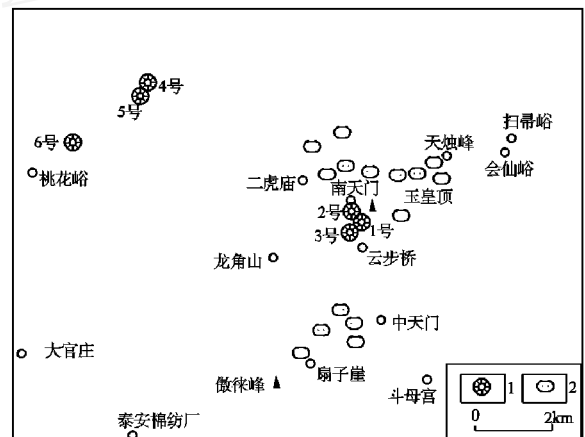 4号
5号
6号
桃花峪
扫帚峪
天烛峰
会仙峪
二虎庙
南天门
玉皇顶
2号
1号
3号
云步桥
龙角山
中天门
大官庄
扇子崖
傲徕峰
斗母宫
泰安棉纺厂
1
2
0
2km